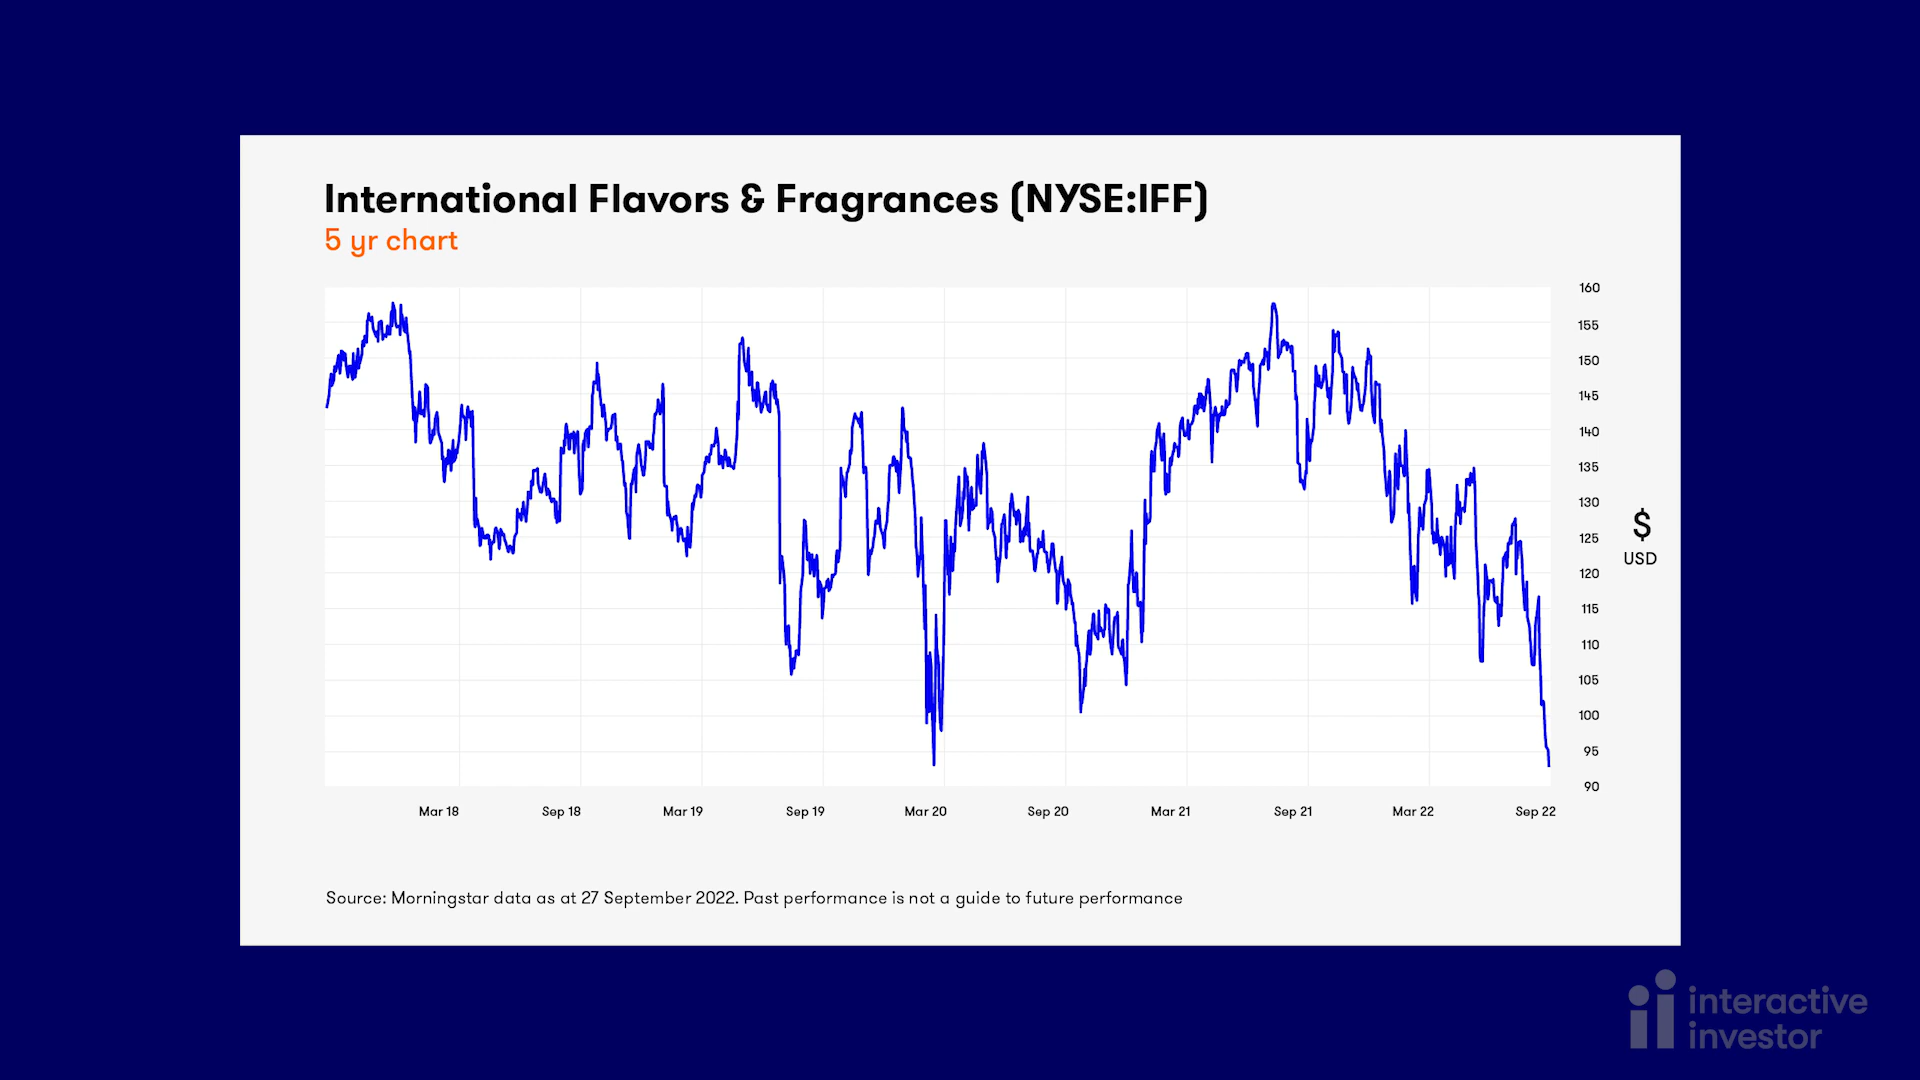 International Flavors & Fragrances (NYSE:IFF)
5 yr chart
160
155
150
145
140
135
130
125
120
115
110
105
100
95
90
$
USD
Mar 18 Sep 18 Mar 19 Sep 19 Mar 20 Sep 20 Mar 21 Sep 21 Mar 22 Sep 22
Source: Morningstar data as at 27 September 2022. Past performance is not a guide to future performance
ii interactive
investor